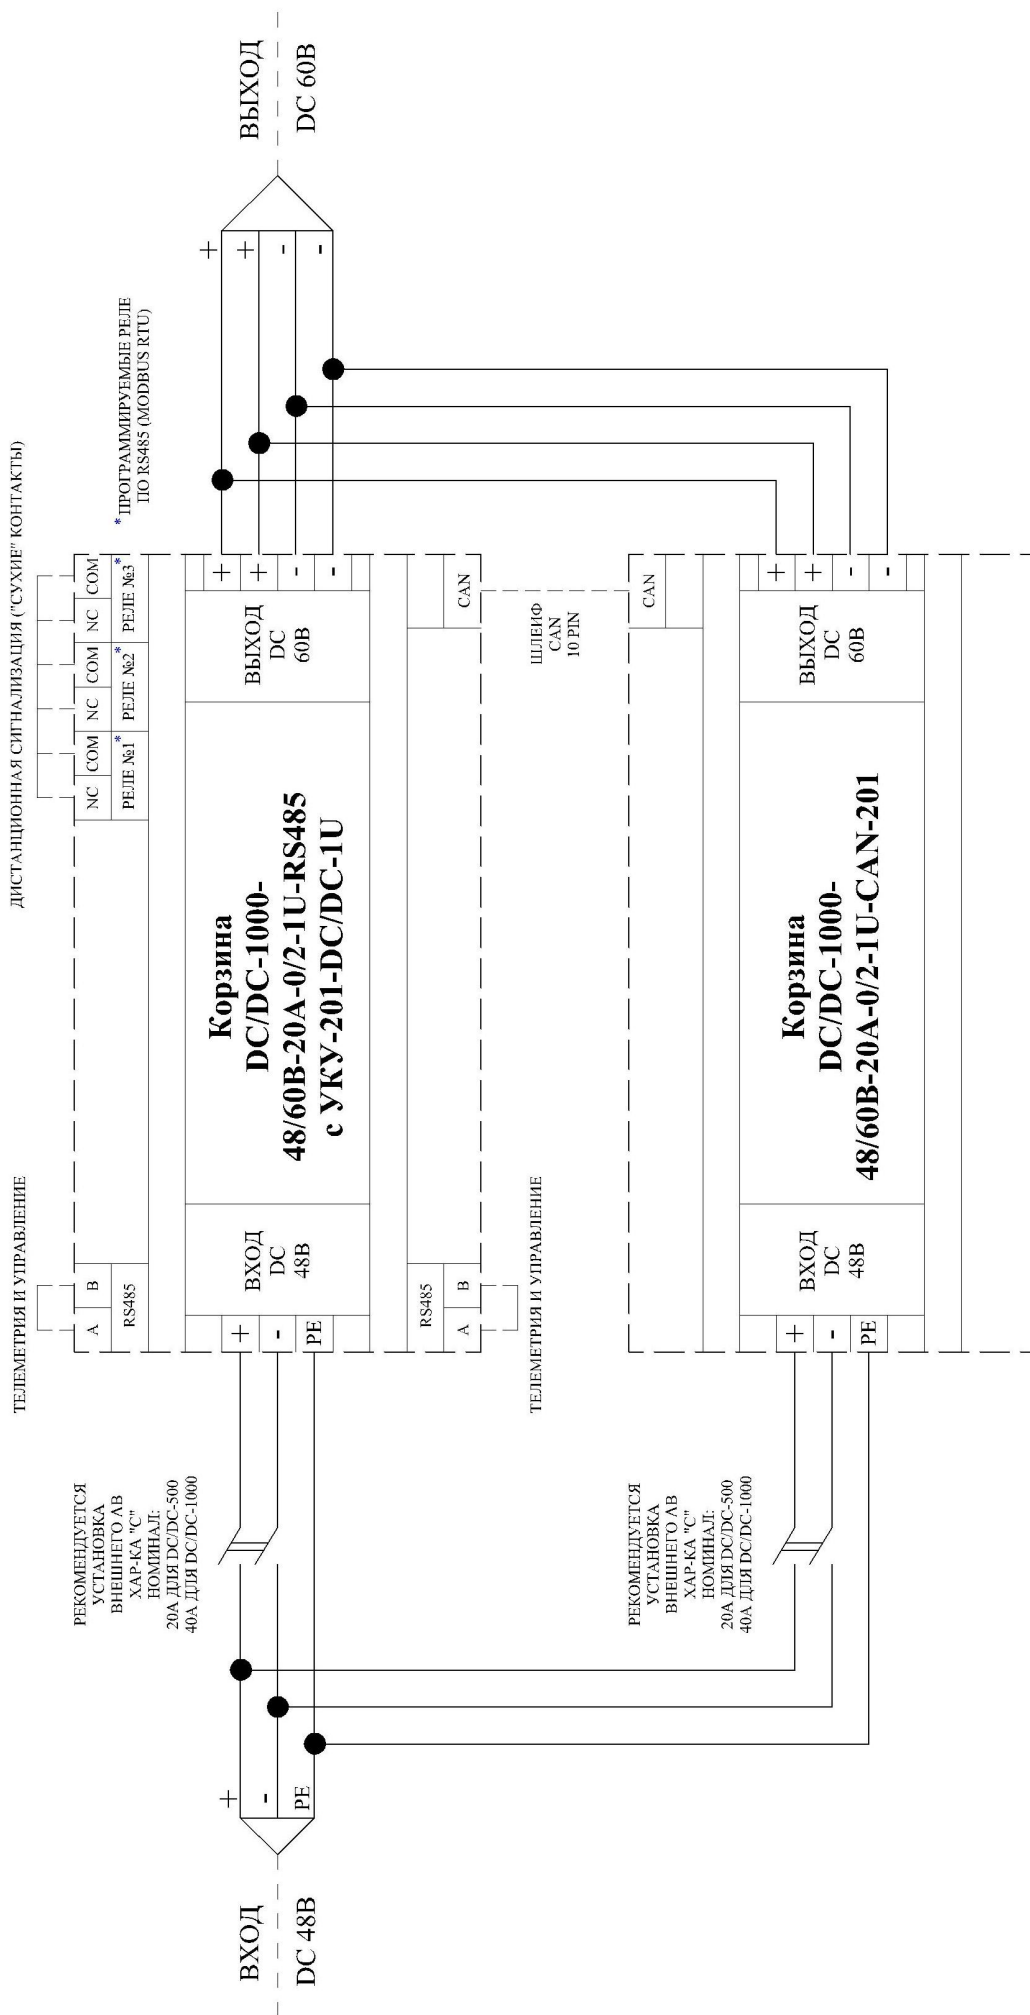 ДИСТАНЦИОННАЯ СИГНАЛИЗАЦИЯ ("СУХИЕ" КОНТАКТЫ)
ТЕЛЕМЕТРИЯ И УПРАВЛЕНИЕ
A B
RS485
NC COM NC COM NC COM
РЕЛЕ №1* РЕЛЕ №2* РЕЛЕ №3*
* ПРОГРАММИРУЕМЫЕ РЕЛЕ
ПО RS485 (MODBUS RTU)
РЕКОМЕНДУЕТСЯ
УСТАНОВКА
ВНЕШНЕГО АВ
ХАР-КА "С"
НОМИНАЛ:
20А ДЛЯ DC/DC-500
40А ДЛЯ DC/DC-1000
ВХОД
DC 48В
+
-
PE
+
-
PE
ВХОД
DC
48В
Корзина
DC/DC-1000-
48/60В-20А-0/2-1U-RS485
с УКУ-201-DC/DC-1U
ВЫХОД
DC
60В
+
+
-
-
+
+
-
-
ВЫХОД
DC 60В
RS485
A B
ТЕЛЕМЕТРИЯ И УПРАВЛЕНИЕ
CAN
ШЛЕЙФ
CAN
10 PIN
CAN
РЕКОМЕНДУЕТСЯ
УСТАНОВКА
ВНЕШНЕГО АВ
ХАР-КА "С"
НОМИНАЛ:
20А ДЛЯ DC/DC-500
40А ДЛЯ DC/DC-1000
+
-
PE
ВХОД
DC
48В
Корзина
DC/DC-1000-
48/60В-20А-0/2-1U-CAN-201
ВЫХОД
DC
60В
+
+
-
-